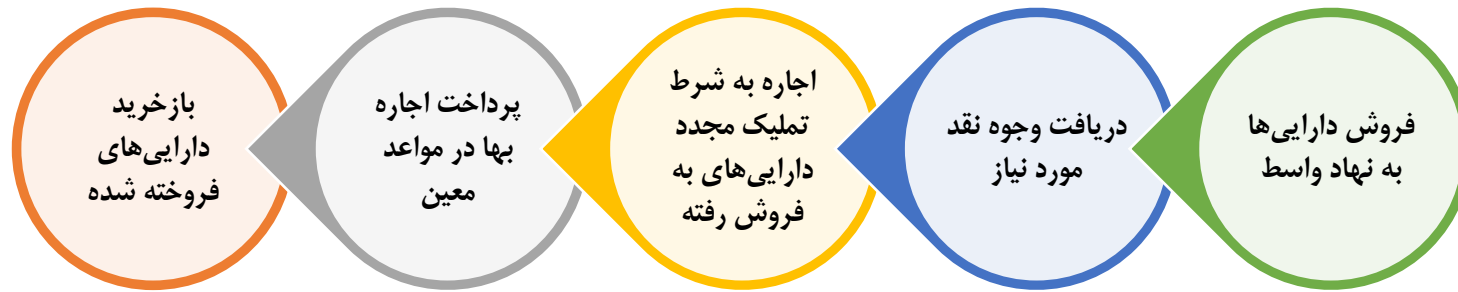 فروش دارایی‌ها
به نهاد واسط
دریافت وجوه نقد
مورد نیاز
اجاره به شرط
تملیک مجدد
دارایی‌های به
فروش رفته
پرداخت اجاره
بها در مواعد
معین
بازخرید
دارایی‌های
فروخته شده